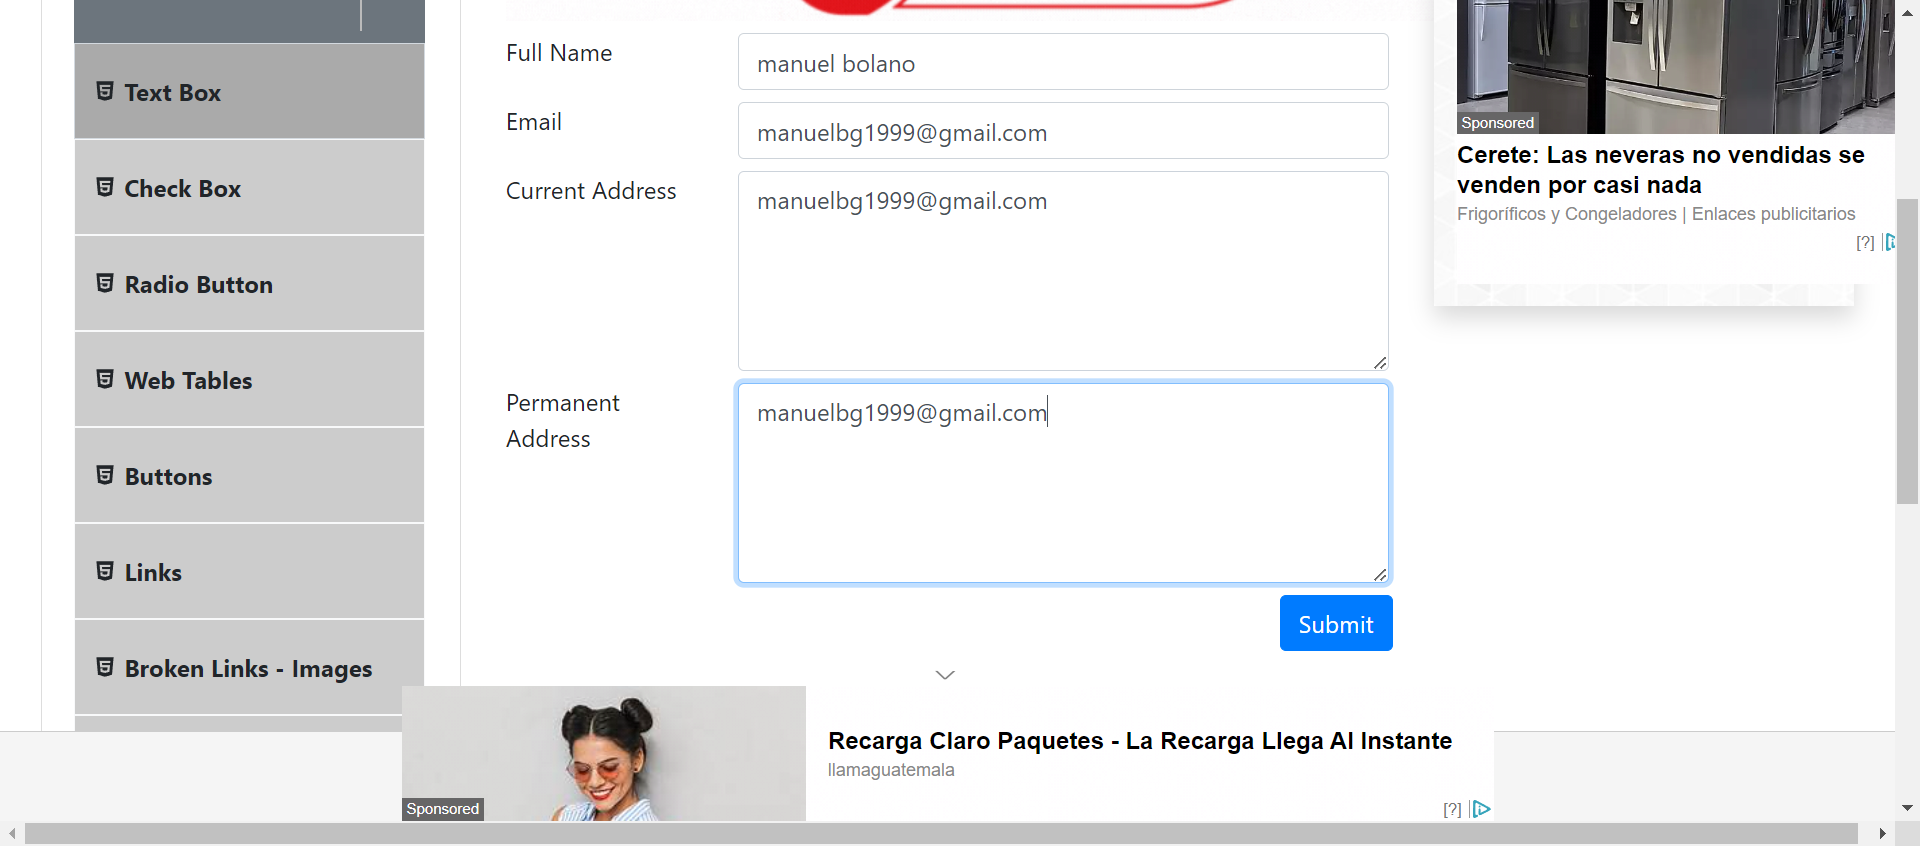 Text Box
Check Box
Radio Button
Web Tables
Buttons
Links
Broken Links - Images
Full Name
manuel bolano
Email
manuelbg1999@gmail.com
Current Address
manuelbg1999@gmail.com
Permanent
Address
manuelbg1999@gmail.com
Submit
Sponsored
Cerete: Las neveras no vendidas se
venden por casi nada
Frigoríficos y Congeladores | Enlaces publicitarios
[?]
Sponsored
Recarga Claro Paquetes - La Recarga Llega Al Instante
llamaguatemala
[?]